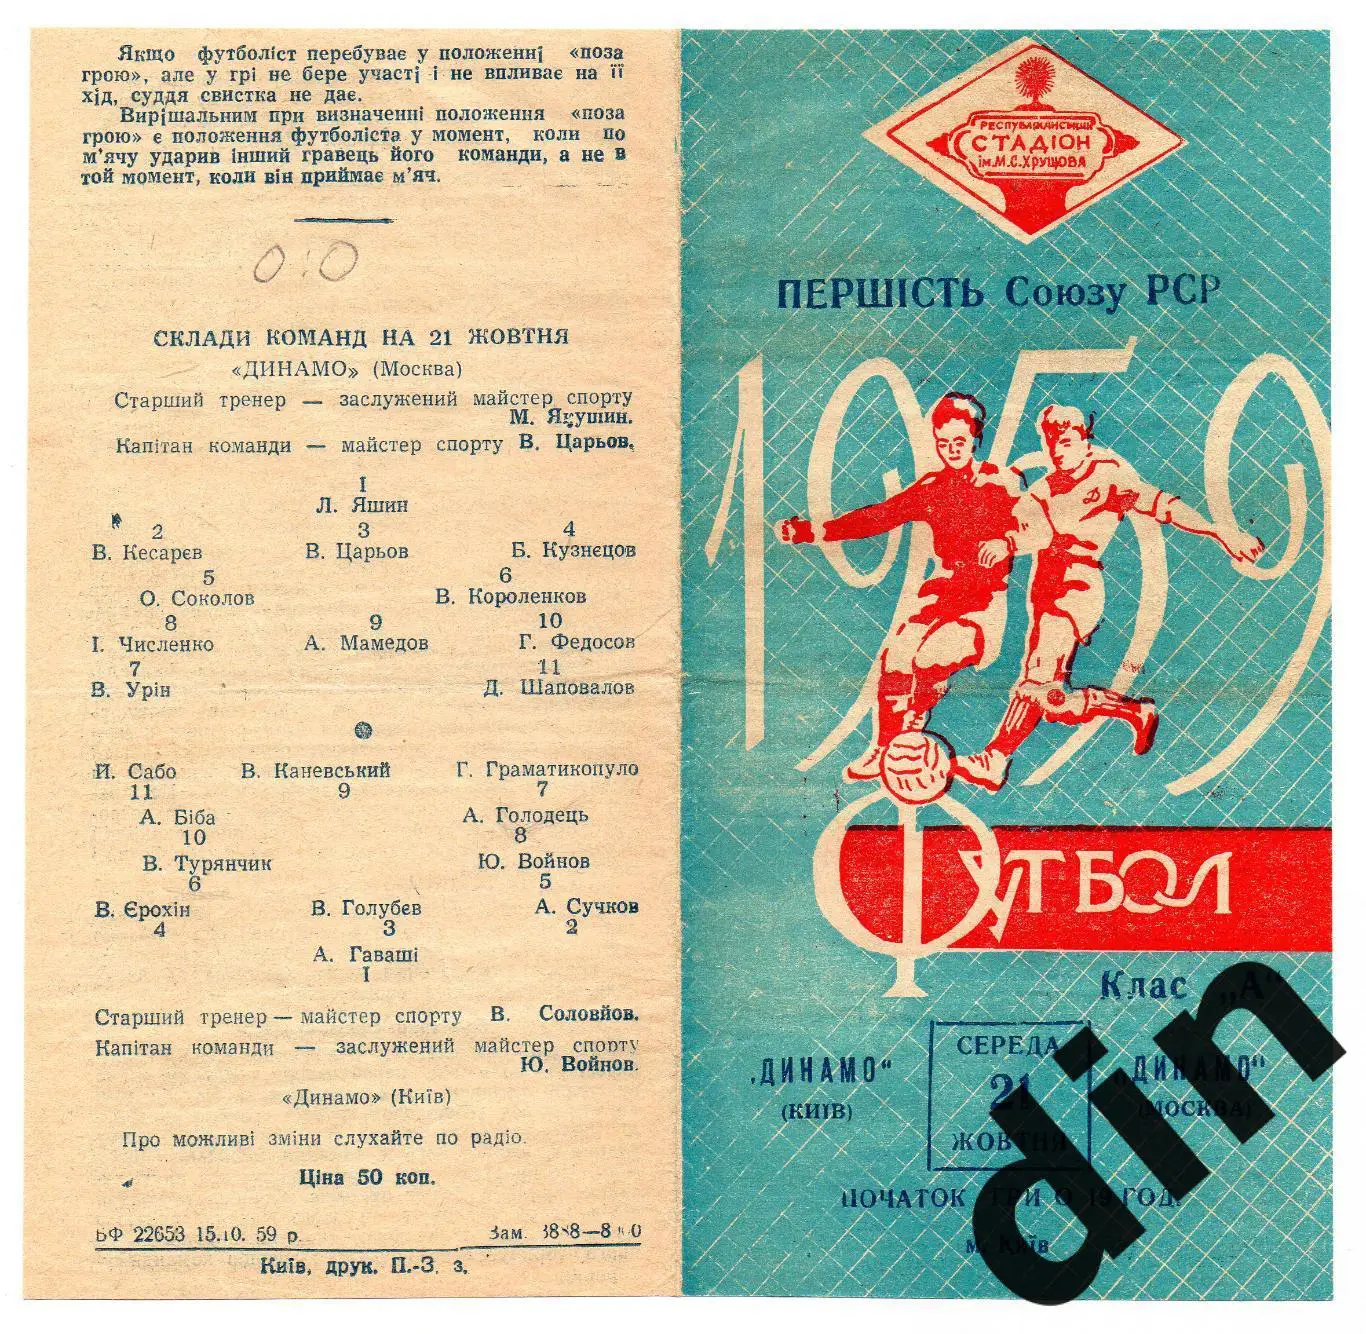 Якщо футболіст перебуває у положенні «поза
грою», але у грі не бере участі і не впливає на її
хід, суддя свистка не дає.
Вирішальним при визначенні положення «поза
грою» є положення футболіста у момент, коли по
м’ячу ударив інший гравець його команди, а не в
той момент, коли він приймає м’яч.
0:0
СКЛАДИ КОМАНД НА 21 ЖОВТНЯ
«ДИНАМО» (Москва)
Старший тренер — заслужений майстер спорту
М. Якушин.
Капітан команди — майстер спорту В. Царьов.
I
Л. Яшин
2 3 4
В. Кесарєв В. Царьов Б. Кузнєцов
5 6
О. Соколов В. Короленков
8 9 10
І. Численко А. Мамедов Г. Федосов
7 11
В. Урін Д. Шаповалов
Й. Сабо В. Каневський Г. Граматикопуло
11 9 7
А. Біба А. Голодець
10 8
В. Турянчик Ю. Войнов
6 5
В. Єрохін В. Голубєв А. Сучков
4 3 2
А. Гаваші
I
Старший тренер — майстер спорту В. Соловйов.
Капітан команди — заслужений майстер спорту
Ю. Войнов.
«Динамо» (Київ)
Про можливі зміни слухайте по радіо.
Ціна 50 коп.
БФ 22653 15.10. 59 р. Зам.
Київ, друк. П.-З. з.
РЕСПУБЛІКАНСЬКИЙ
СТАДІОН
ім. М.С.ХРУЩОВА
ПЕРШІСТЬ Союзу РСР
1959
ФУТБОЛ
Клас „А“
„ДИНАМО“
(КИЇВ)
СЕРЕДА
21
ЖОВТНЯ
„ДИНАМО“
(МОСКВА)
ПОЧАТОК ГРИ О 19 ГОД.
м. Київ
din